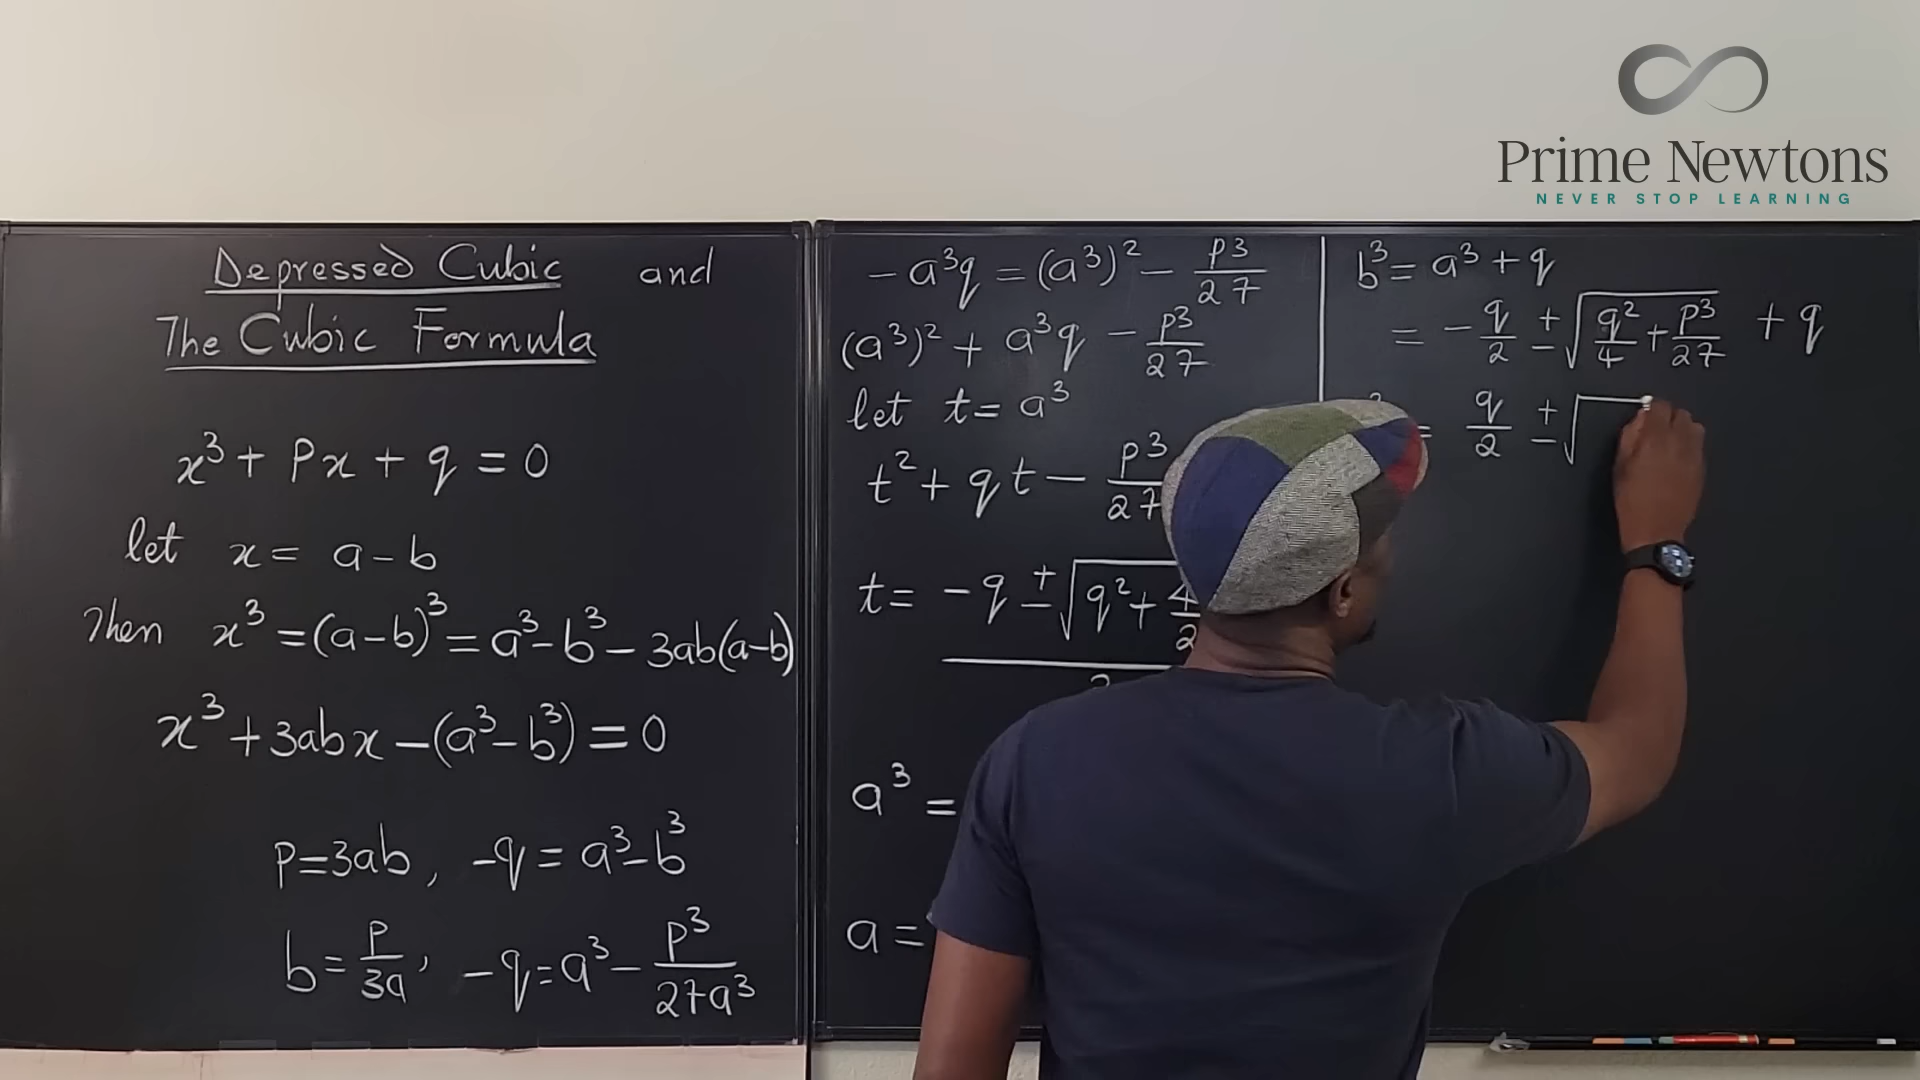 Prime Newtons
NEVER STOP LEARNING
Depressed Cubic and
The Cubic Formula
x³ + px + q = 0
let x = a - b
Then x³ = (a-b)³ = a³ - b³ - 3ab(a-b)
x³ + 3abx - (a³ - b³) = 0
p = 3ab, -q = a³ - b³
b = p/3a, -q = a³ - p³/27a³
-a³q = (a³)² - p³/27
(a³)² + a³q - p³/27
let t = a³
t² + qt - p³/27
t = -q ± √q² + 4
a³ =
a =
b³ = a³ + q
= -q/2 ± √(q²/4 + p³/27) + q
= q/2 ± √